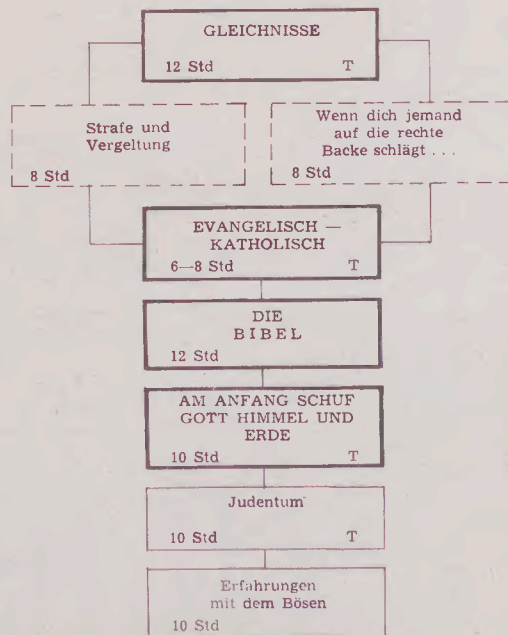 GLEICHNISSE
12 Std T
Strafe und
Vergeltung
8 Std
Wenn dich jemand
auf die rechte
Backe schlägt ...
8 Std
EVANGELISCH —
KATHOLISCH
6—8 Std T
DIE
BIBEL
12 Std
AM ANFANG SCHUF
GOTT HIMMEL UND
ERDE
10 Std T
Judentum
10 Std T
Erfahrungen
mit dem Bösen
10 Std